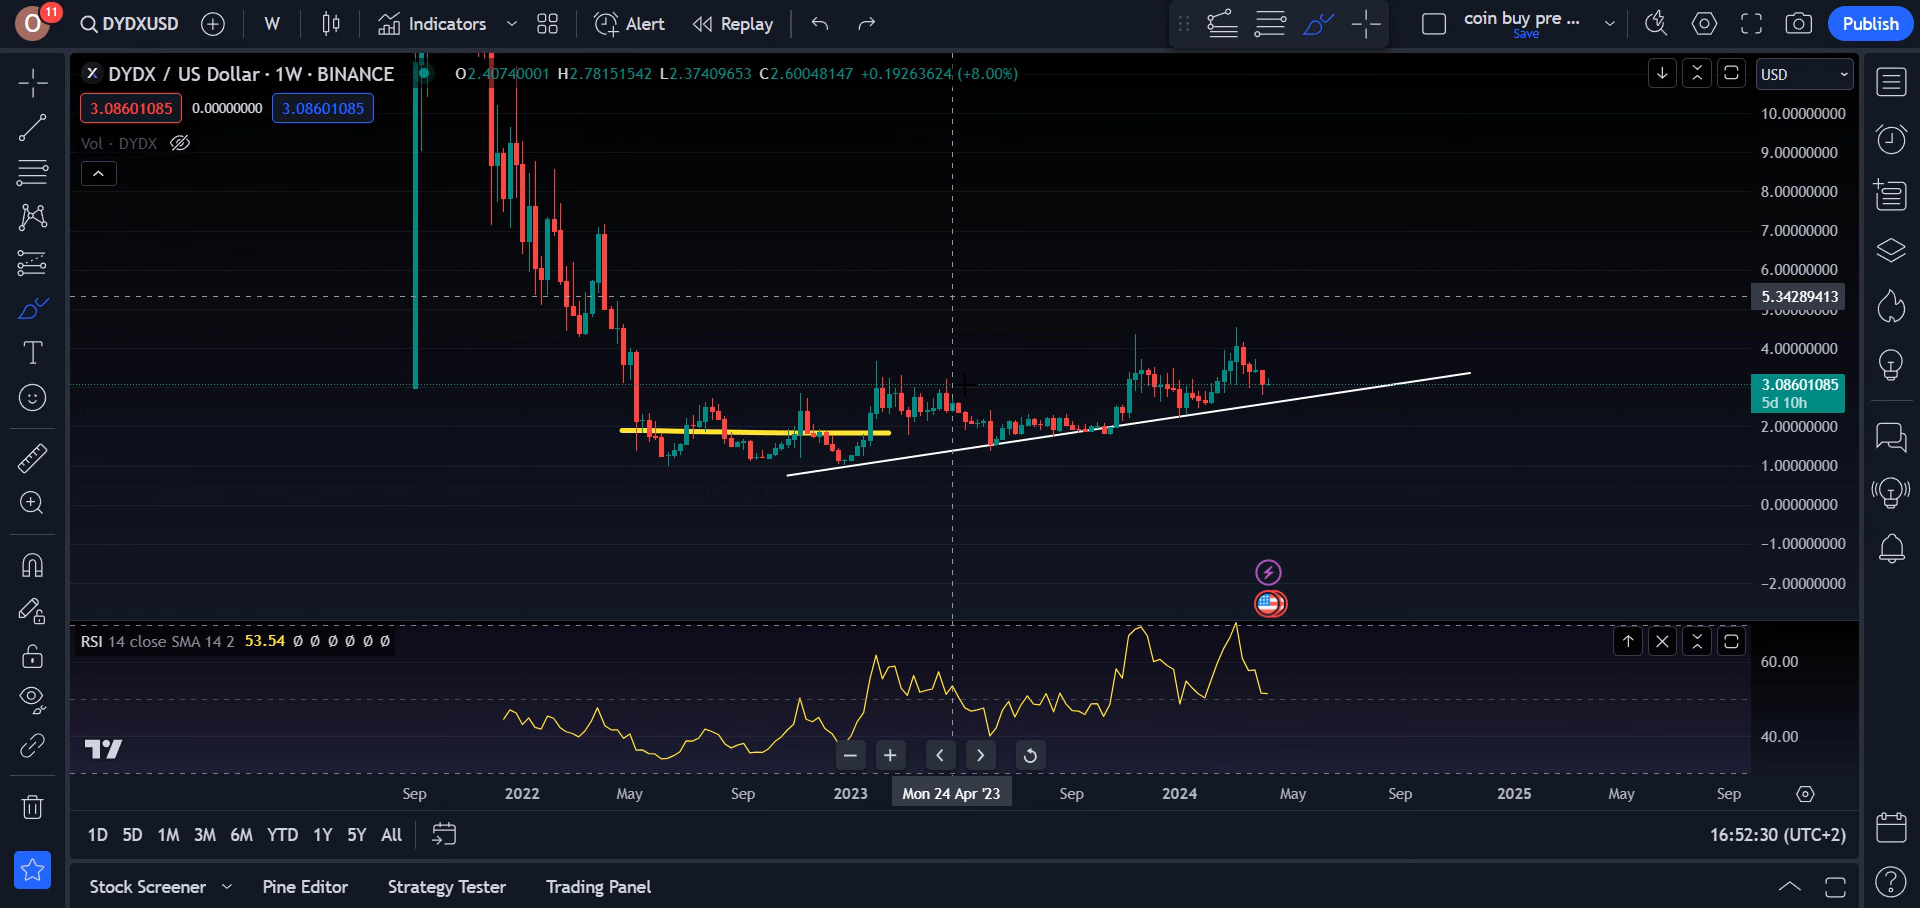 O 11 DYDXUSD W Indicators Alert Replay coin buy pre ... Publish
Save
DYDX / US Dollar · 1W · BINANCE O2.40740001 H2.78151542 L2.37409653 C2.60048147 +0.19263624 (+8.00%) USD
3.08601085 0.00000000 3.08601085
Vol · DYDX
10.00000000
9.00000000
8.00000000
7.00000000
6.00000000
5.34289413
5.00000000
4.00000000
3.08601085
5d 10h
2.00000000
1.00000000
0.00000000
−1.00000000
−2.00000000
RSI 14 close SMA 14 2 53.54 Ø Ø Ø Ø Ø Ø
60.00
40.00
Sep 2022 May Sep 2023 Mon 24 Apr '23 Sep 2024 May Sep 2025 May Sep
1D 5D 1M 3M 6M YTD 1Y 5Y All 16:52:30 (UTC+2)
Stock Screener Pine Editor Strategy Tester Trading Panel